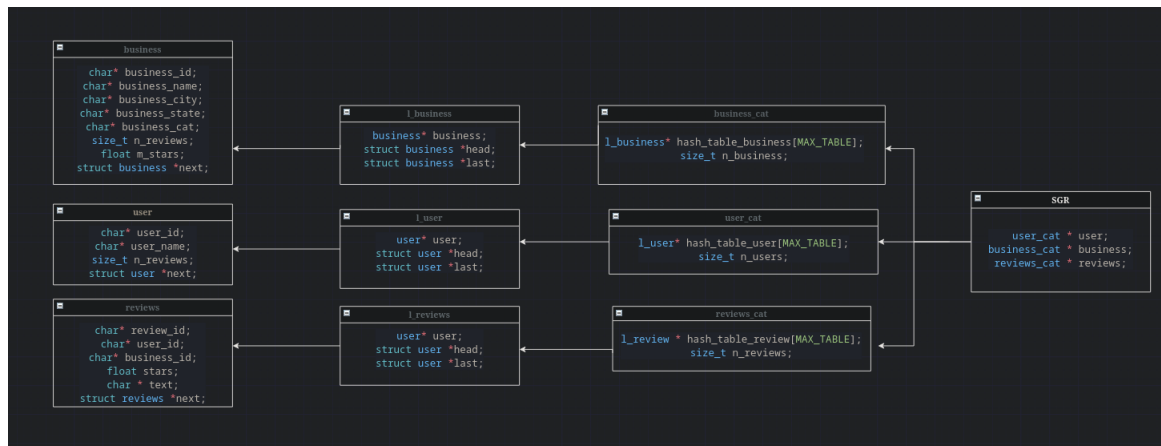 business
char* business_id;
char* business_name;
char* business_city;
char* business_state;
char* business_cat;
size_t n_reviews;
float m_stars;
struct business *next;
user
char* user_id;
char* user_name;
size_t n_reviews;
struct user *next;
reviews
char* review_id;
char* user_id;
char* business_id;
float stars;
char * text;
struct reviews *next;
l_business
business* business;
struct business *head;
struct business *last;
l_user
user* user;
struct user *head;
struct user *last;
l_reviews
user* user;
struct user *head;
struct user *last;
business_cat
l_business* hash_table_business[MAX_TABLE];
size_t n_business;
user_cat
l_user* hash_table_user[MAX_TABLE];
size_t n_users;
reviews_cat
l_review * hash_table_review[MAX_TABLE];
size_t n_reviews;
SGR
user_cat * user;
business_cat * business;
reviews_cat * reviews;